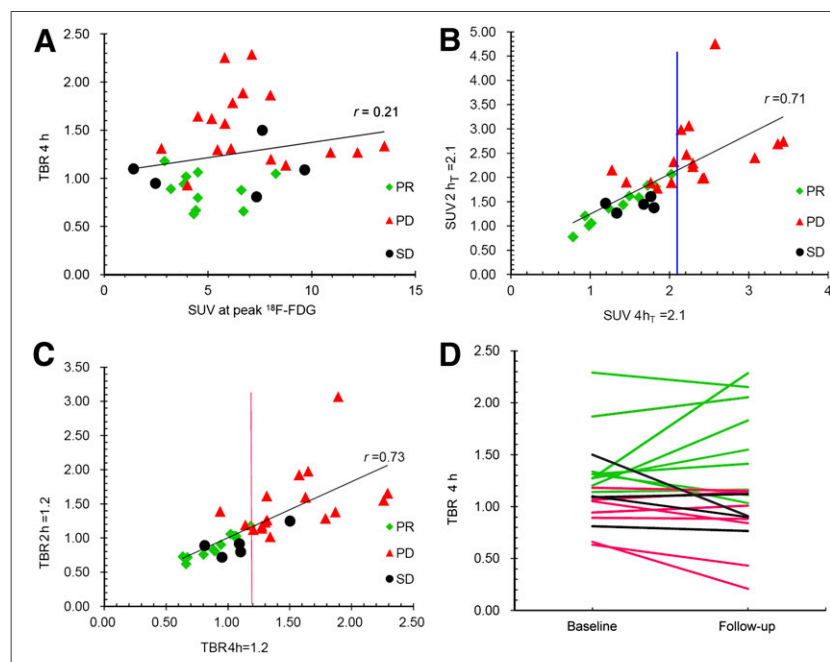 A
2.50
2.00
1.50
1.00
0.50
0.00
TBR 4 h
r = 0.21
PR
PD
SD
0 5 10 15
SUV at peak ¹⁸F-FDG
B
5.00
4.50
4.00
3.50
3.00
2.50
2.00
1.50
1.00
0.50
0.00
SUV 2 hT =2.1
r =0.71
PR
PD
SD
0 1 2 3 4
SUV 4hT =2.1
C
3.50
3.00
2.50
2.00
1.50
1.00
0.50
0.00
TBR 2 h =1.2
r =0.73
PR
PD
SD
0.00 0.50 1.00 1.50 2.00 2.50
TBR4h=1.2
D
2.50
2.00
1.50
1.00
0.50
0.00
TBR 4 h
Baseline Follow-up